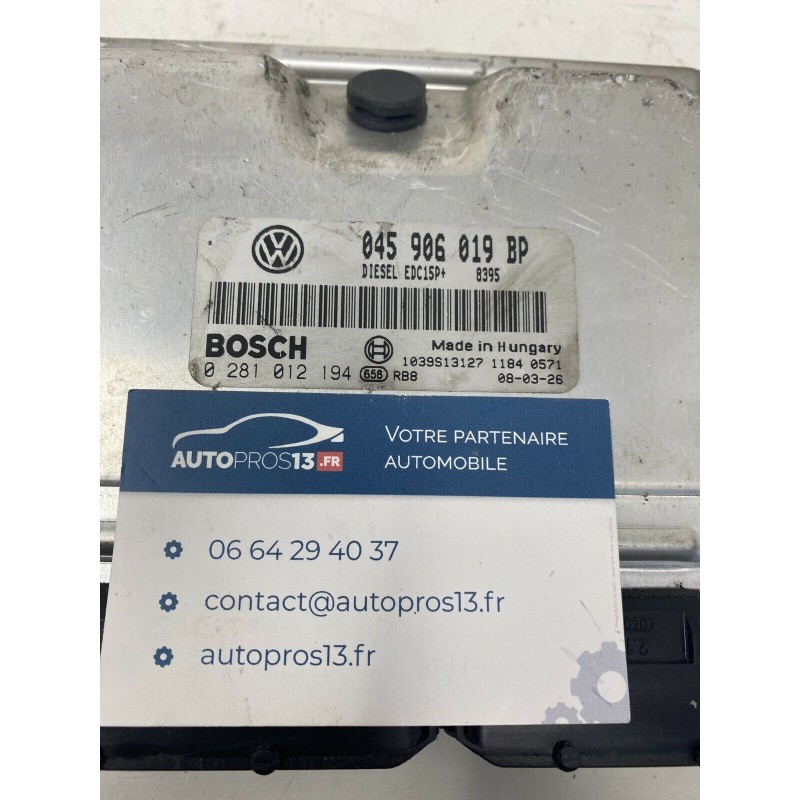 045 906 019 BP
DIESEL EDC15P+ 8395
BOSCH
Made in Hungary
1039S13127 1184 0571
0 281 012 194 656 RB8 08-03-26
AUTOPROS13.FR
VOTRE PARTENAIRE
AUTOMOBILE
06 64 29 40 37
contact@autopros13.fr
autopros13.fr